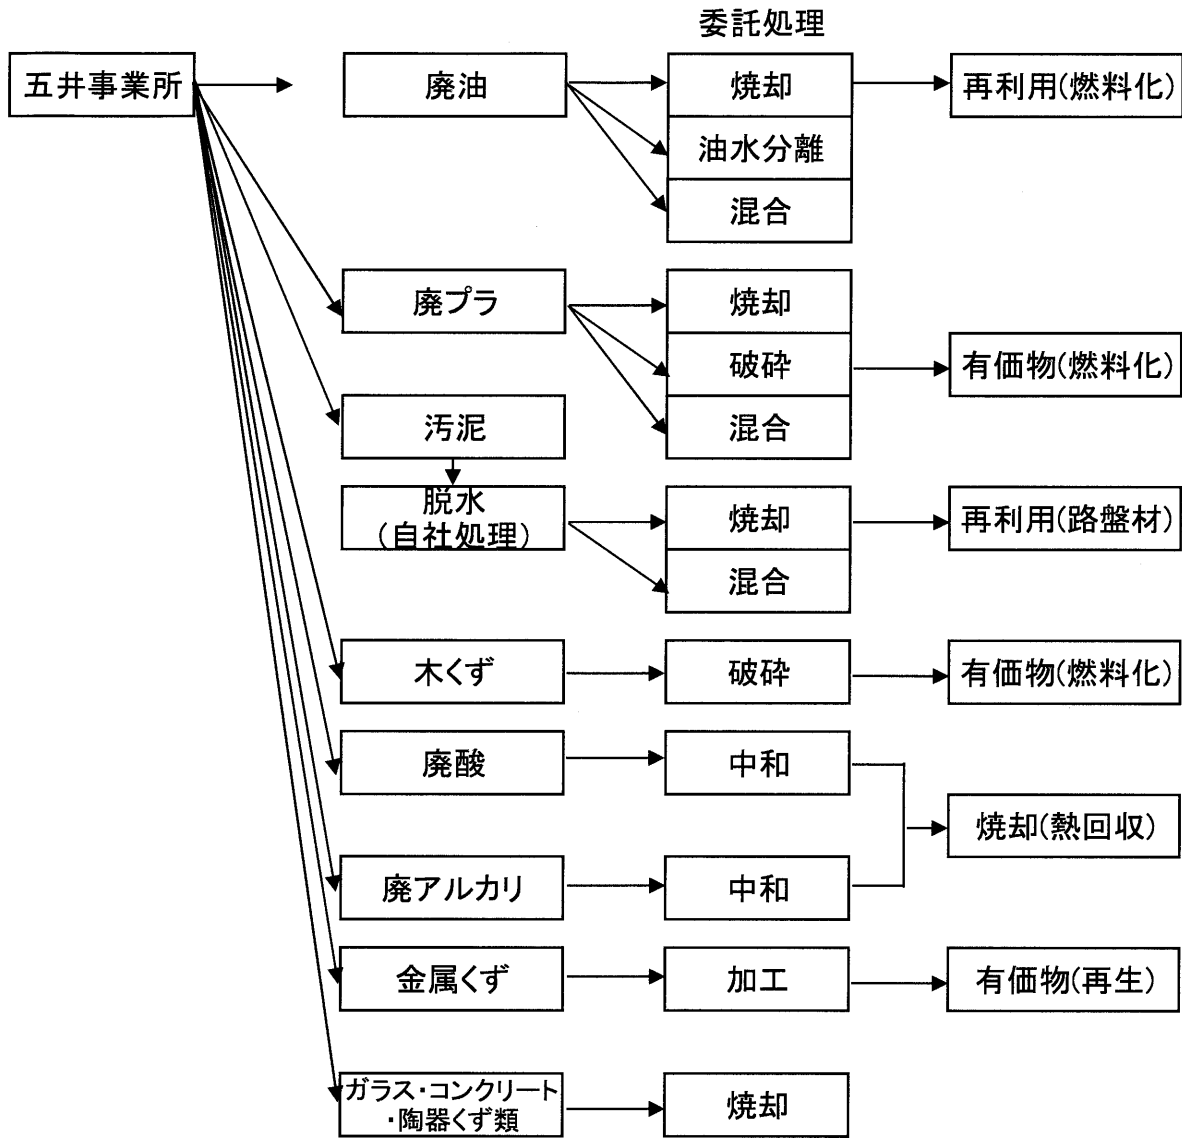 委託処理
五井事業所
廃油
焼却
再利用(燃料化)
油水分離
混合
廃プラ
焼却
破砕
有価物(燃料化)
混合
汚泥
脱水
(自社処理)
焼却
再利用(路盤材)
混合
木くず
破砕
有価物(燃料化)
廃酸
中和
焼却(熱回収)
廃アルカリ
中和
金属くず
加工
有価物(再生)
ガラス・コンクリート
・陶器くず類
焼却